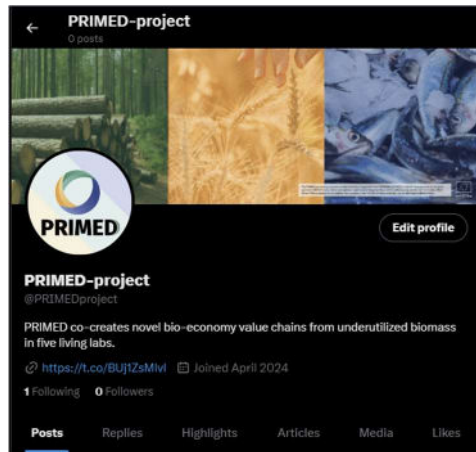 PRIMED-project
0 posts
PRIMED
Edit profile
PRIMED-project
@PRIMEDproject
PRIMED co-creates novel bio-economy value chains from underutilized biomass
in five living labs.
https://t.co/BUj1ZsMlvl Joined April 2024
1 Following 0 Followers
Posts Replies Highlights Articles Media Likes